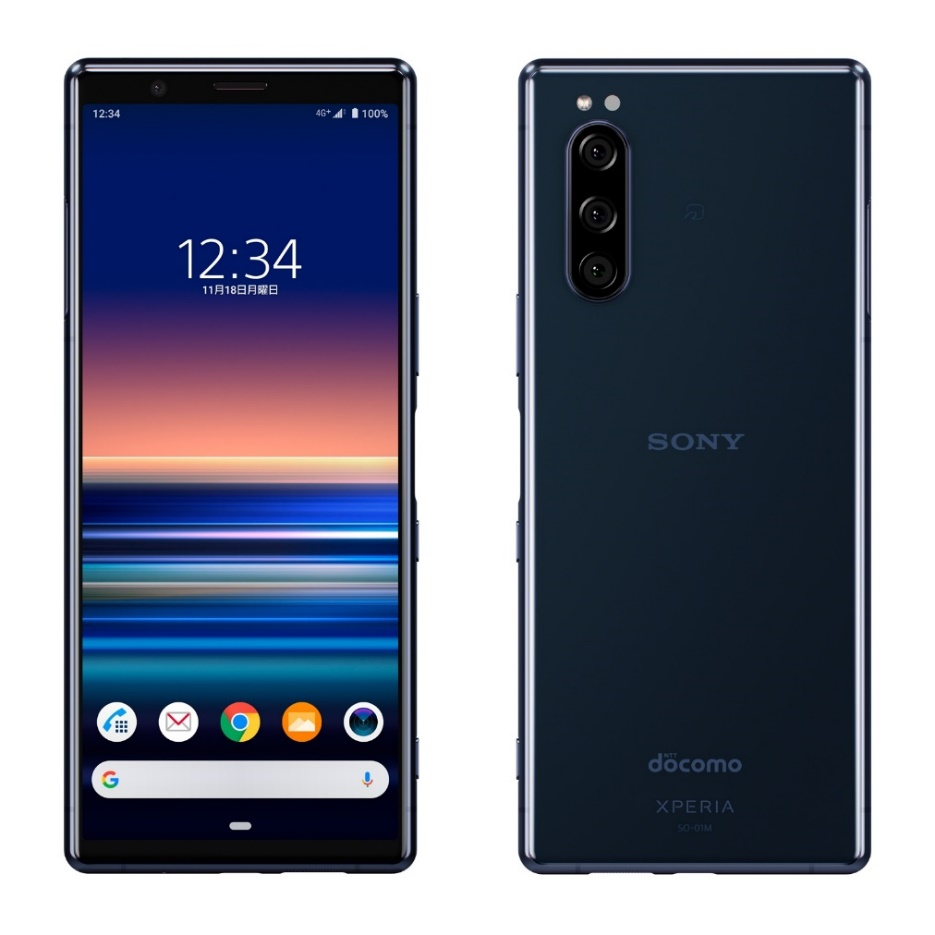 12:34 4G+ 100%
12:34
11月18日月曜日
G
SONY
NTT
docomo
XPERIA
SO-01M